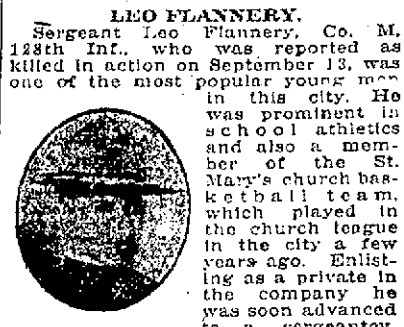 LEO FLANNERY.
Sergeant Leo Flannery, Co. M,
128th Inf., who was reported as
killed in action on September 13, was
one of the most popular young men
in this city. He
was prominent in
school athletics
and also a mem-
ber of the St.
Mary's church bas-
ketball team,
which played in
the church league
in the city a few
years ago. Enlist-
ing as a private in
the company he
was soon advanced
to a sergeantcy,